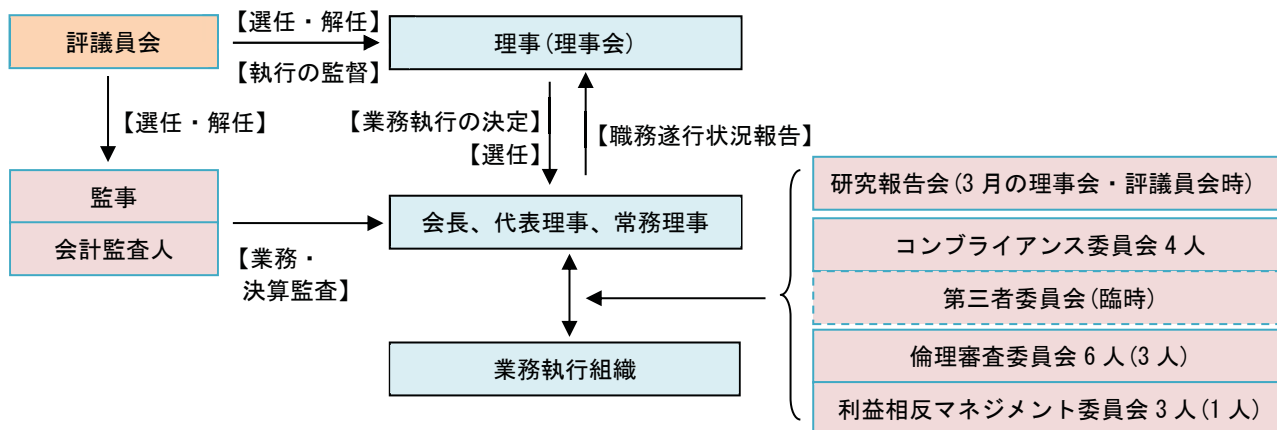 評議員会
【選任・解任】
【執行の監督】
理事(理事会)
【選任・解任】
【業務執行の決定】
【選任】
【職務遂行状況報告】
監事
会計監査人
【業務・
決算監査】
会長、代表理事、常務理事
業務執行組織
研究報告会(3月の理事会・評議員会時)
コンブライアンス委員会 4人
第三者委員会(臨時)
倫理審査委員会 6人(3人)
利益相反マネジメント委員会 3人(1人)